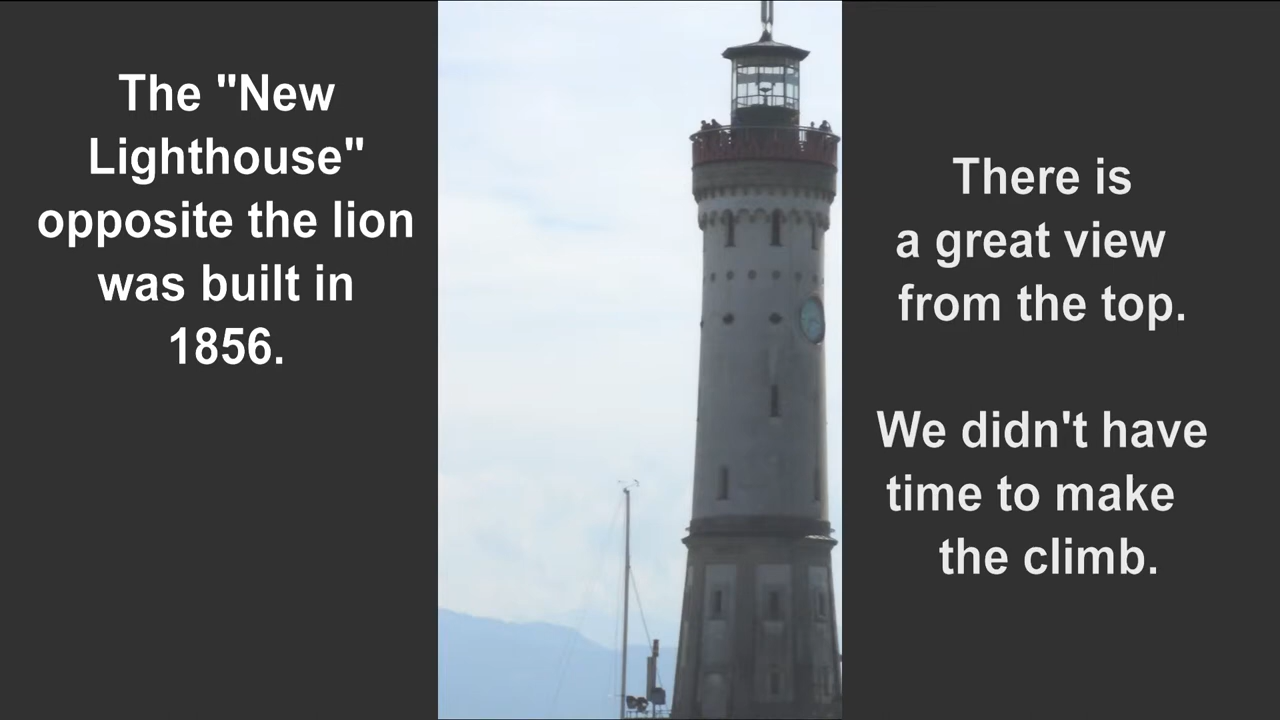 The "New
Lighthouse"
opposite the lion
was built in
1856.
There is
a great view
from the top.
We didn't have
time to make
the climb.